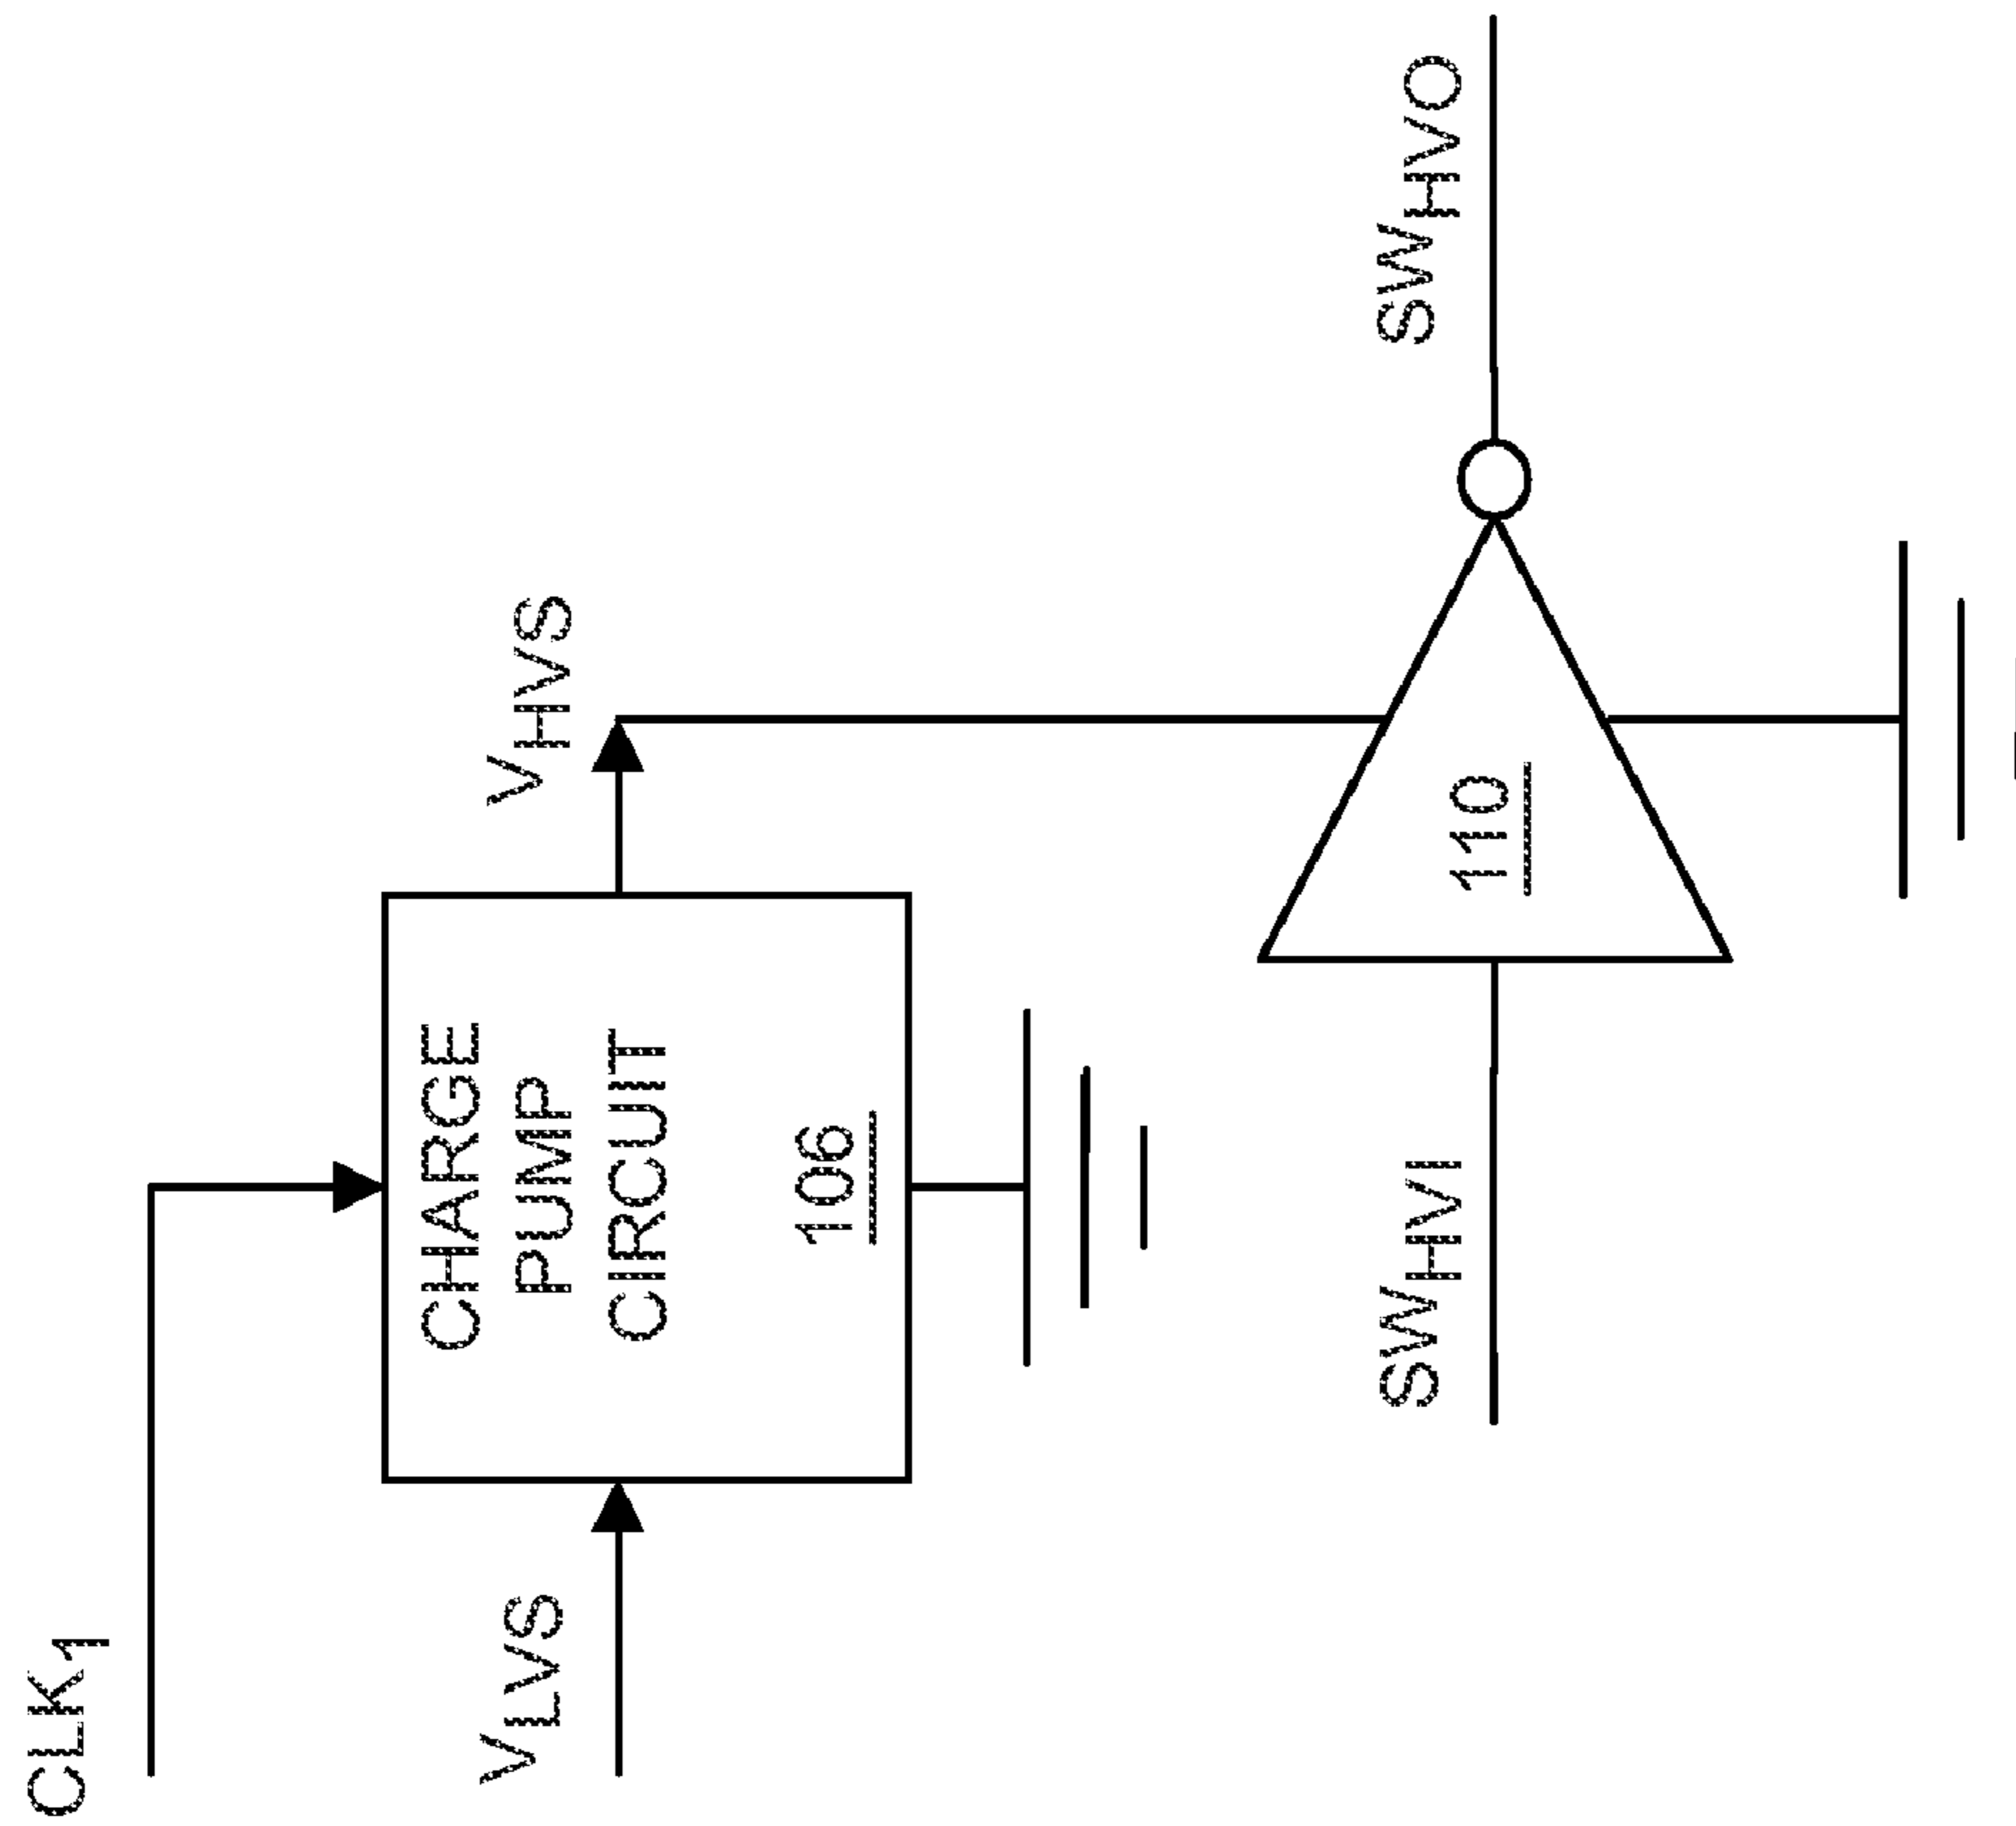 CLK1
VLVS
CHARGE
PUMP
CIRCUIT
106
VHVS
SWHVI
110
SWHVO